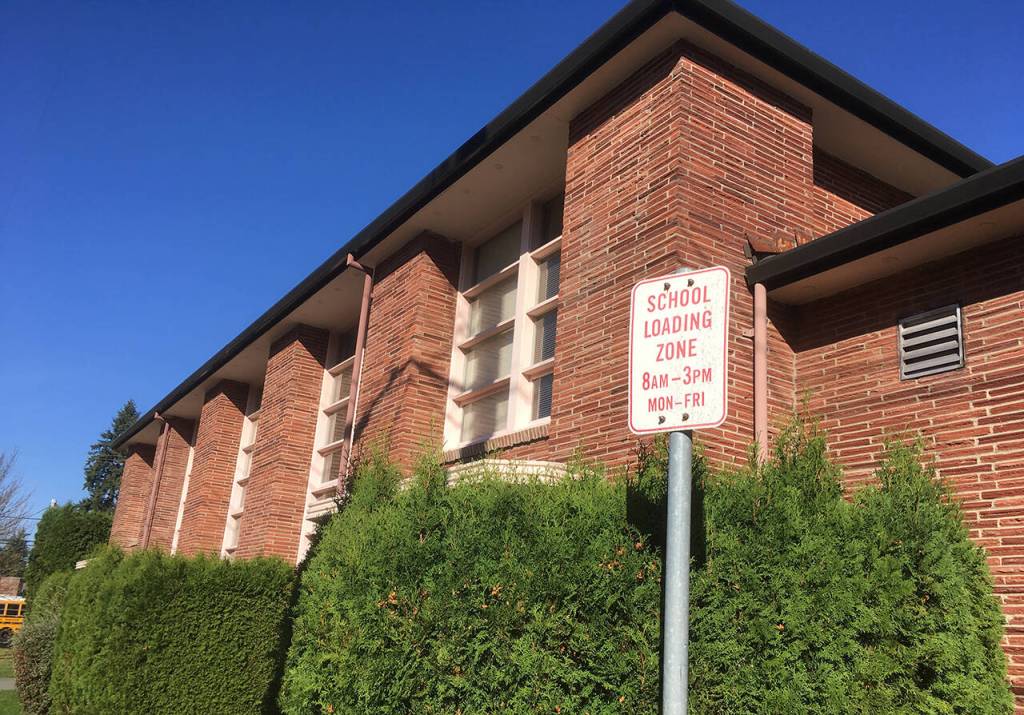 SCHOOL
LOADING
ZONE
8AM-3PM
MON-FRI